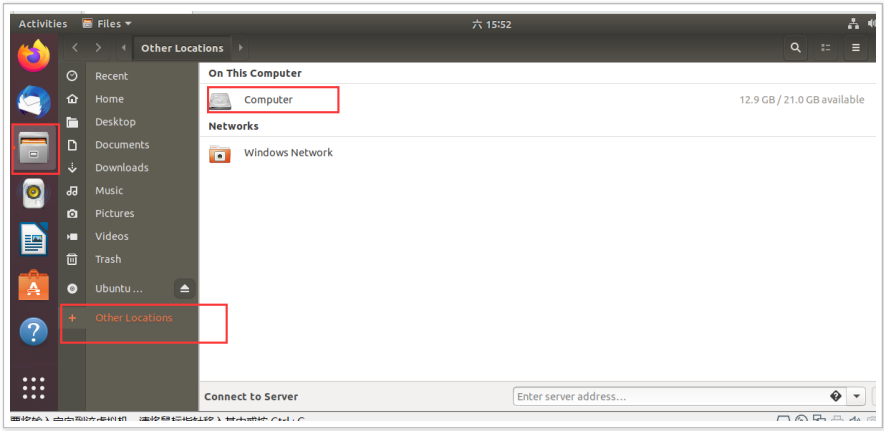 Activities Files 六 15:52
Other Locations
Recent
Home
Desktop
Documents
Downloads
Music
Pictures
Videos
Trash
Ubuntu ...
Other Locations
On This Computer
Computer 12.9 GB / 21.0 GB available
Networks
Windows Network
Connect to Server Enter server address...